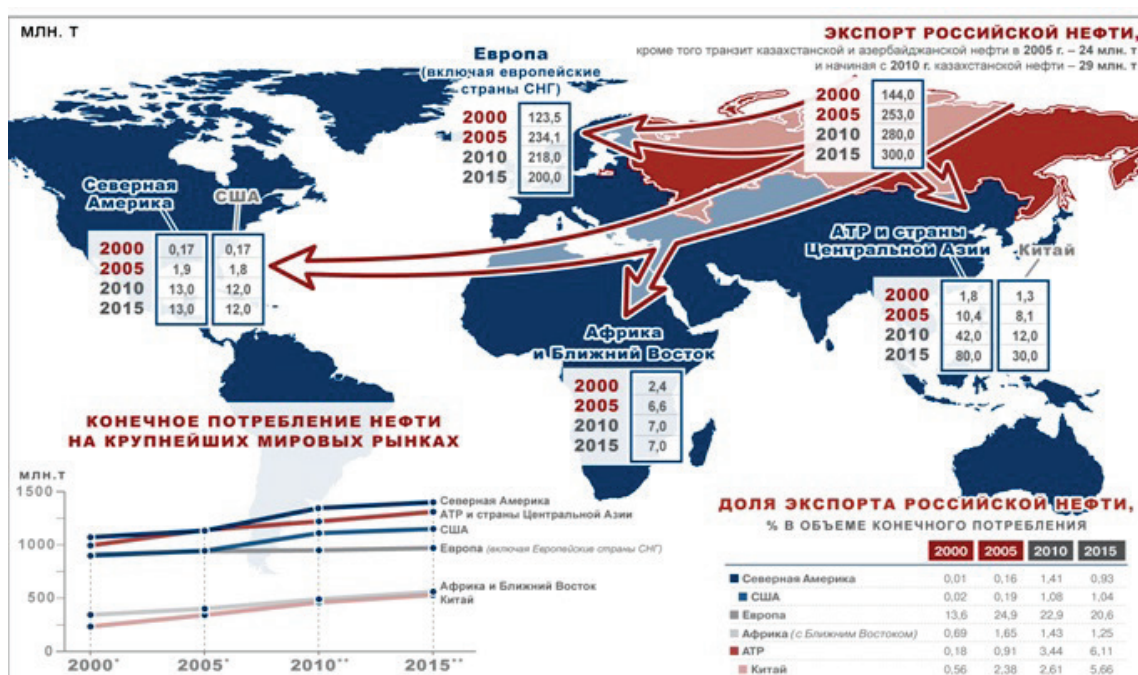 МЛН. Т
ЭКСПОРТ РОССИЙСКОЙ НЕФТИ,
кроме того транзит казахстанской и азербайджанской нефти в 2005 г. – 24 млн. т
и начиная с 2010 г. казахстанской нефти – 29 млн. т
2000 144,0
2005 253,0
2010 280,0
2015 300,0
Европа
(включая европейские
страны СНГ)
2000 123,5
2005 234,1
2010 218,0
2015 200,0
Северная
Америка
США
2000 0,17 0,17
2005 1,9 1,8
2010 13,0 12,0
2015 13,0 12,0
АТР и страны
Центральной Азии
Китай
2000 1,8 1,3
2005 10,4 8,1
2010 42,0 12,0
2015 80,0 30,0
Африка
и Ближний Восток
2000 2,4
2005 6,6
2010 7,0
2015 7,0
КОНЕЧНОЕ ПОТРЕБЛЕНИЕ НЕФТИ
НА КРУПНЕЙШИХ МИРОВЫХ РЫНКАХ
МЛН.Т
1500
1000
500
0
2000* 2005* 2010** 2015**
Северная Америка
АТР и страны Центральной Азии
США
Европа (включая Европейские страны СНГ)
Африка и Ближний Восток
Китай
ДОЛЯ ЭКСПОРТА РОССИЙСКОЙ НЕФТИ,
% В ОБЪЕМЕ КОНЕЧНОГО ПОТРЕБЛЕНИЯ
2000 2005 2010 2015
Северная Америка 0,01 0,16 1,41 0,93
США 0,02 0,19 1,08 1,04
Европа 13,6 24,9 22,9 20,6
Африка (с Ближним Востоком) 0,69 1,65 1,43 1,25
АТР 0,18 0,91 3,44 6,11
Китай 0,56 2,38 2,61 5,66